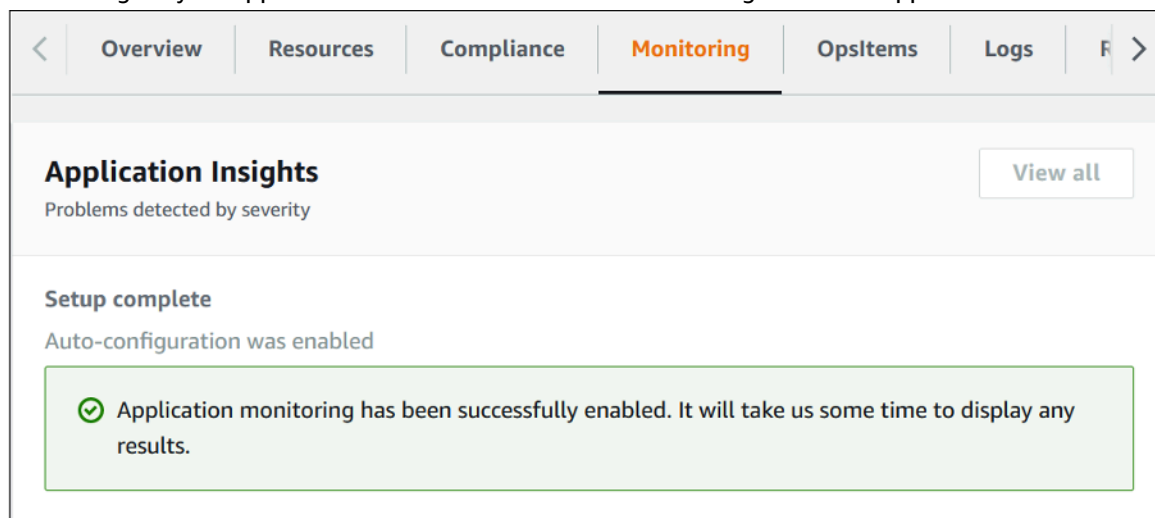 Overview Resources Compliance Monitoring OpsItems Logs
Application Insights
View all
Problems detected by severity
Setup complete
Auto-configuration was enabled
Application monitoring has been successfully enabled. It will take us some time to display any
results.